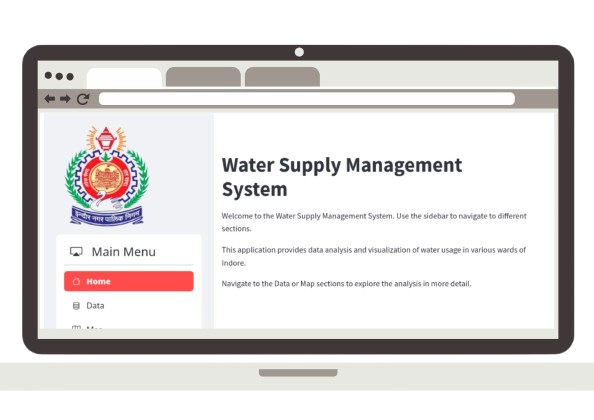 इन्दौर नगर पालिक निगम
Main Menu
Home
Data
Map
Water Supply Management
System
Welcome to the Water Supply Management System. Use the sidebar to navigate to different
sections.
This application provides data analysis and visualization of water usage in various wards of
Indore.
Navigate to the Data or Map sections to explore the analysis in more detail.